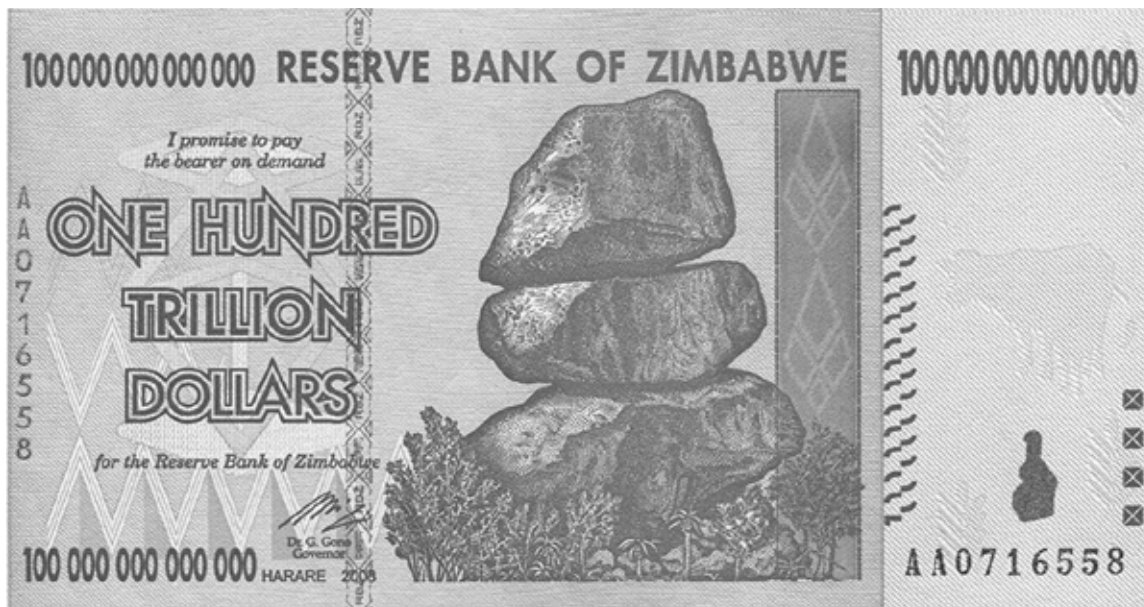 100 000 000 000 000 RESERVE BANK OF ZIMBABWE 100 000 000 000 000
I promise to pay
the bearer on demand
ONE HUNDRED
TRILLION
DOLLARS
for the Reserve Bank of Zimbabwe
Dr. G. Gono
Governor
100 000 000 000 000 HARARE 2008
AA0716558
AA0716558
RBZ